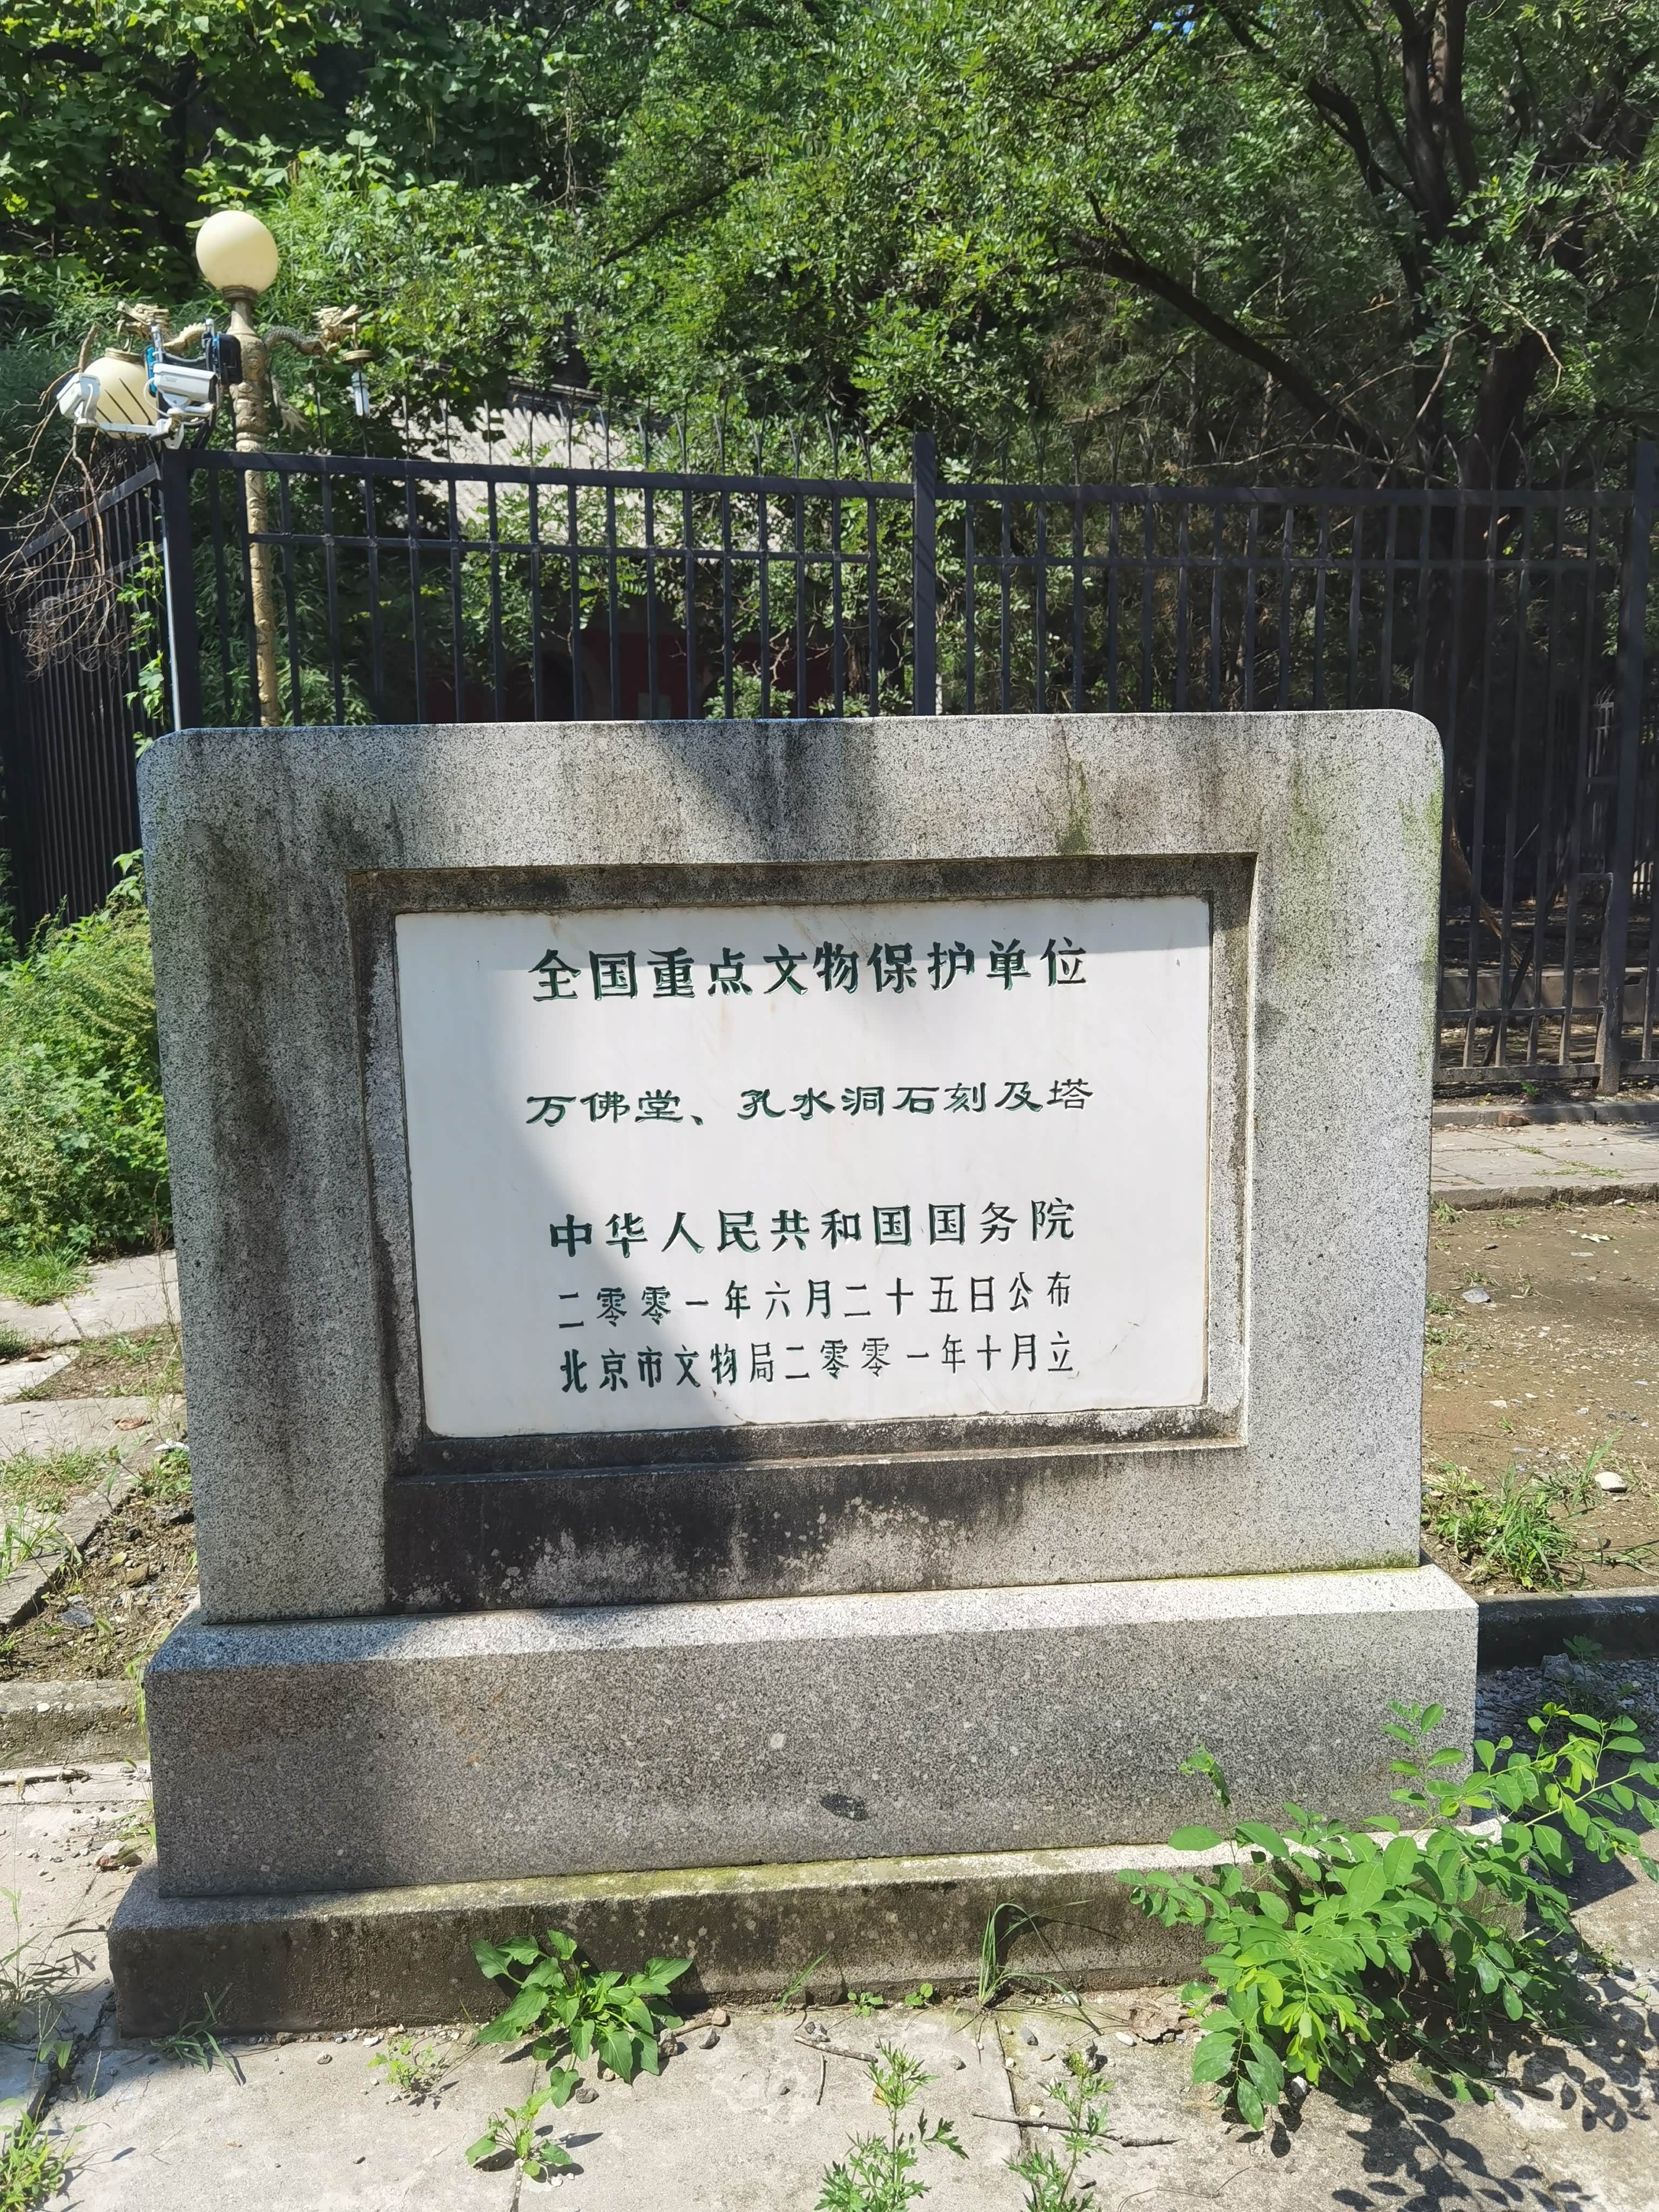 全国重点文物保护单位
万佛堂、孔水洞石刻及塔
中华人民共和国国务院
二零零一年六月二十五日公布
北京市文物局二零零一年十月立